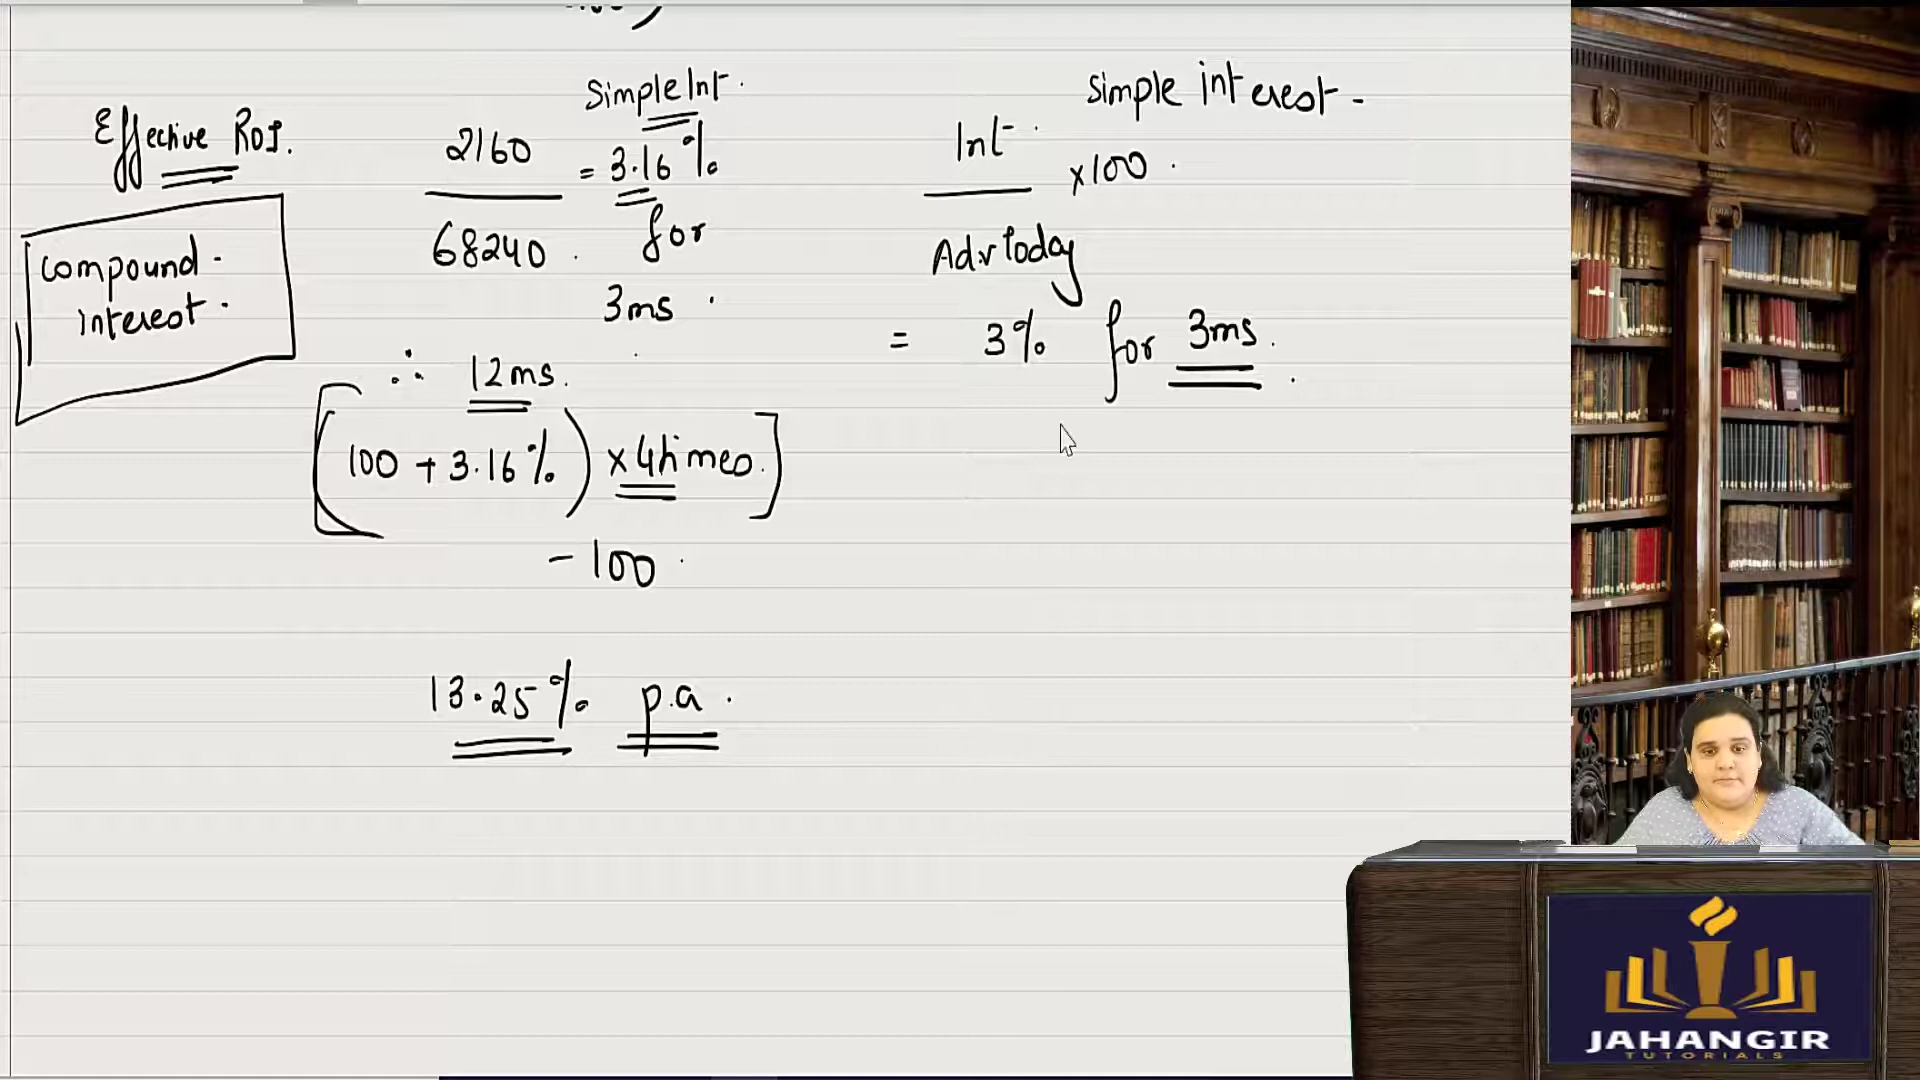 Effective RoI.
compound.
interest.
Simple Int.
2160
= 3.16%
68240.
for
3ms.
∴ 12ms.
[(100 + 3.16%) × 4times.]
- 100.
13.25% p.a.
simple interest.
Int.
×100.
Adv Today
= 3% for 3ms.
JAHANGIR
TUTORIALS